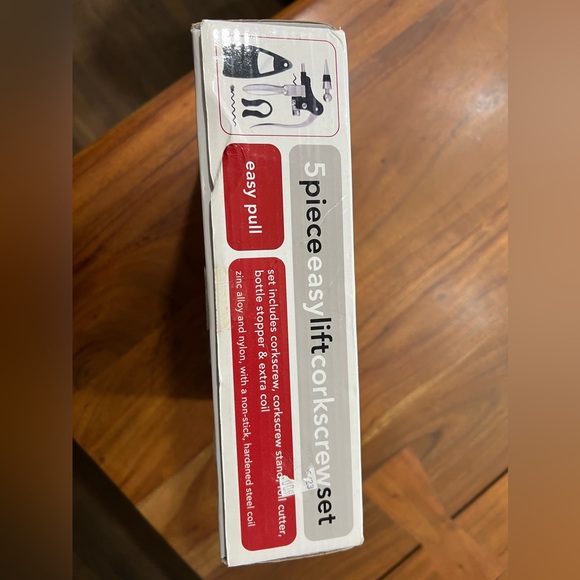 5pieceeasyliftcorkscrewset
easy pull
set includes corkscrew, corkscrew stand, foil cutter,
bottle stopper & extra coil
zinc alloy and nylon, with a non-stick, hardened steel coil